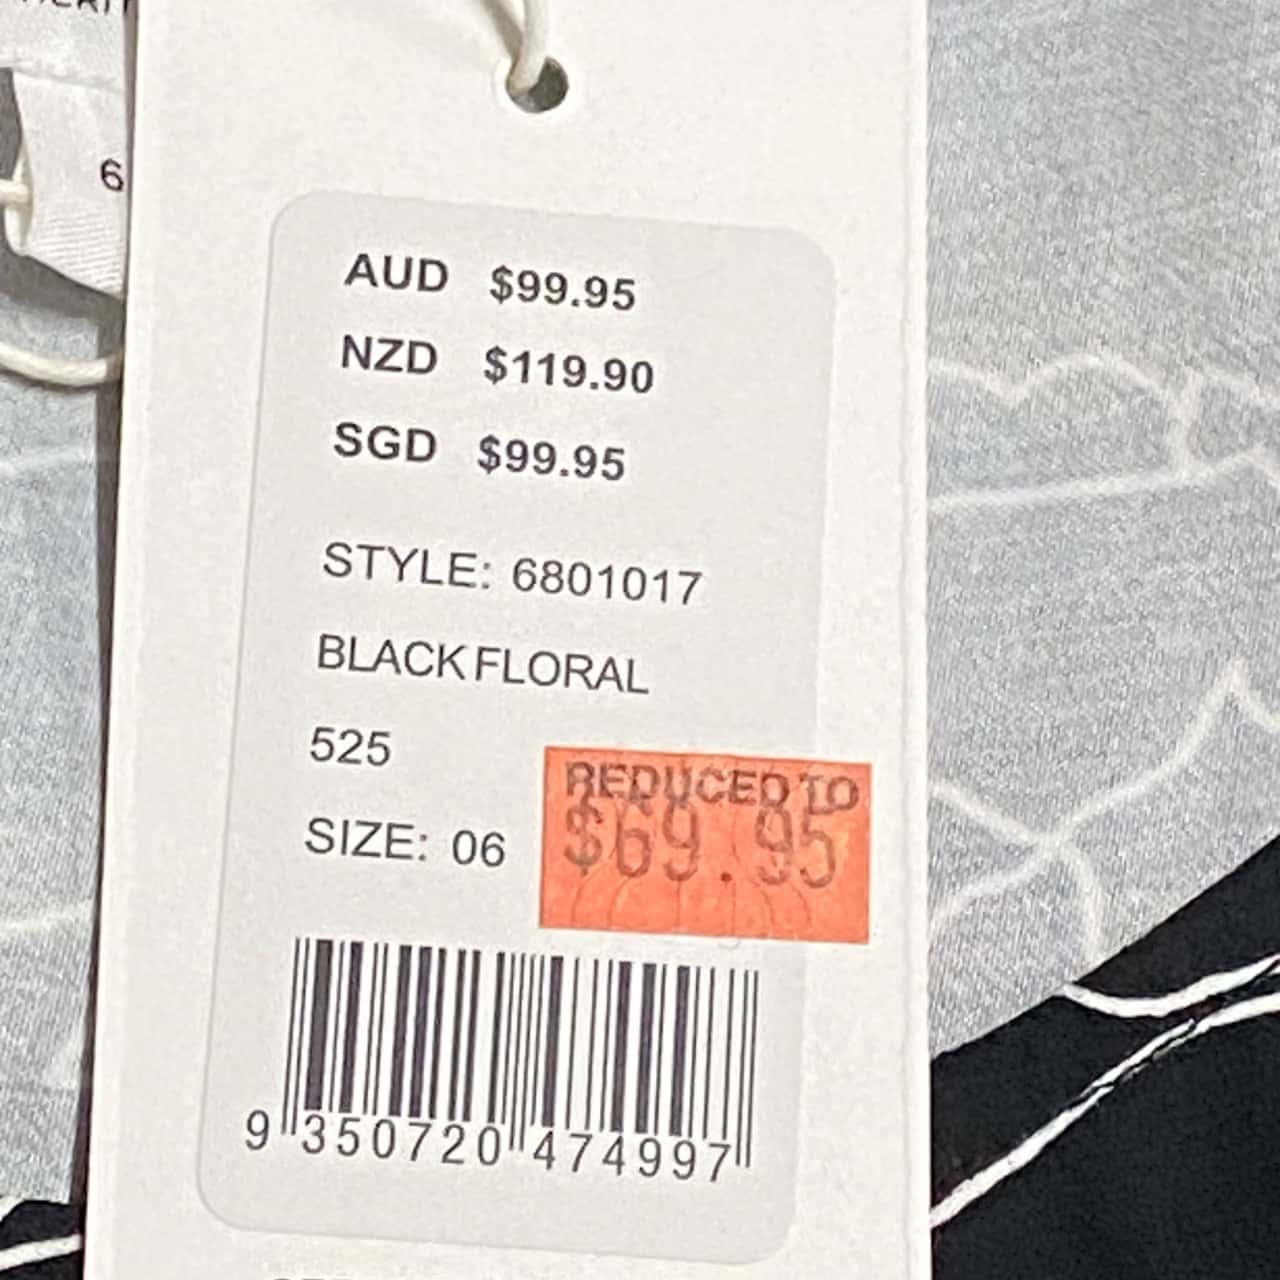 6
AUD $99.95
NZD $119.90
SGD $99.95
STYLE: 6801017
BLACK FLORAL
525
SIZE: 06
REDUCED TO
$69.95
9 350720 474997